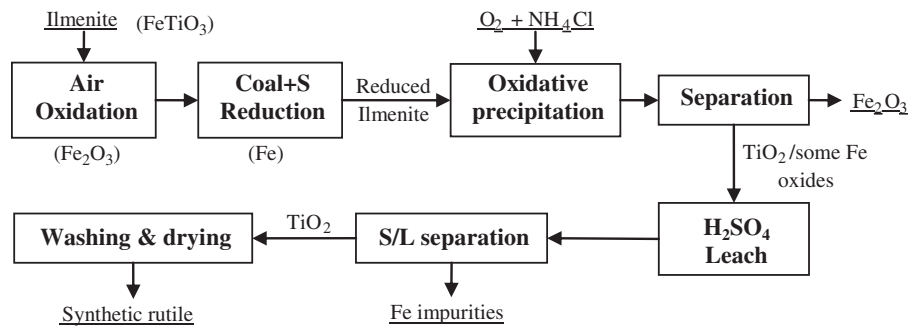 Ilmenite (FeTiO₃)
O₂ + NH₄Cl
Air
Oxidation
(Fe₂O₃)
Coal+S
Reduction
(Fe)
Reduced
Ilmenite
Oxidative
precipitation
Separation
Fe₂O₃
TiO₂/some Fe
oxides
H₂SO₄
Leach
S/L separation
Fe impurities
TiO₂
Washing & drying
Synthetic rutile